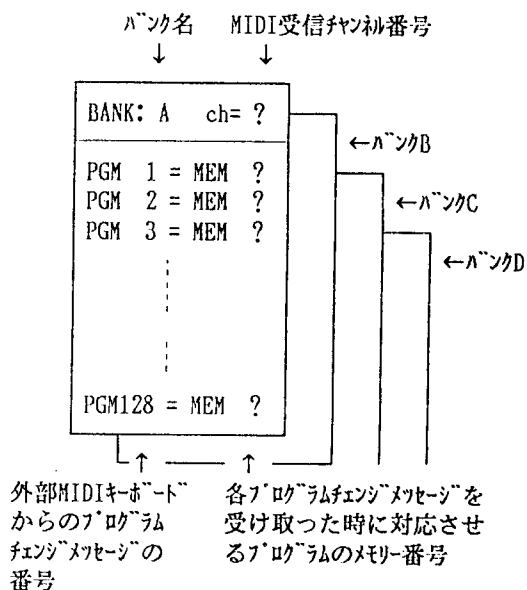 バンク名 MIDI受信チャンネル番号
↓ ↓
BANK: A ch= ?
←バンクB
PGM 1 = MEM ?
PGM 2 = MEM ?
←バンクC
PGM 3 = MEM ?
←バンクD
PGM128 = MEM ?
↑ ↑
外部MIDIキーボード
からのプログラム
チェンジメッセージの
番号
各プログラムチェンジメッセージを
受け取った時に対応させ
るプログラムのメモリー番号